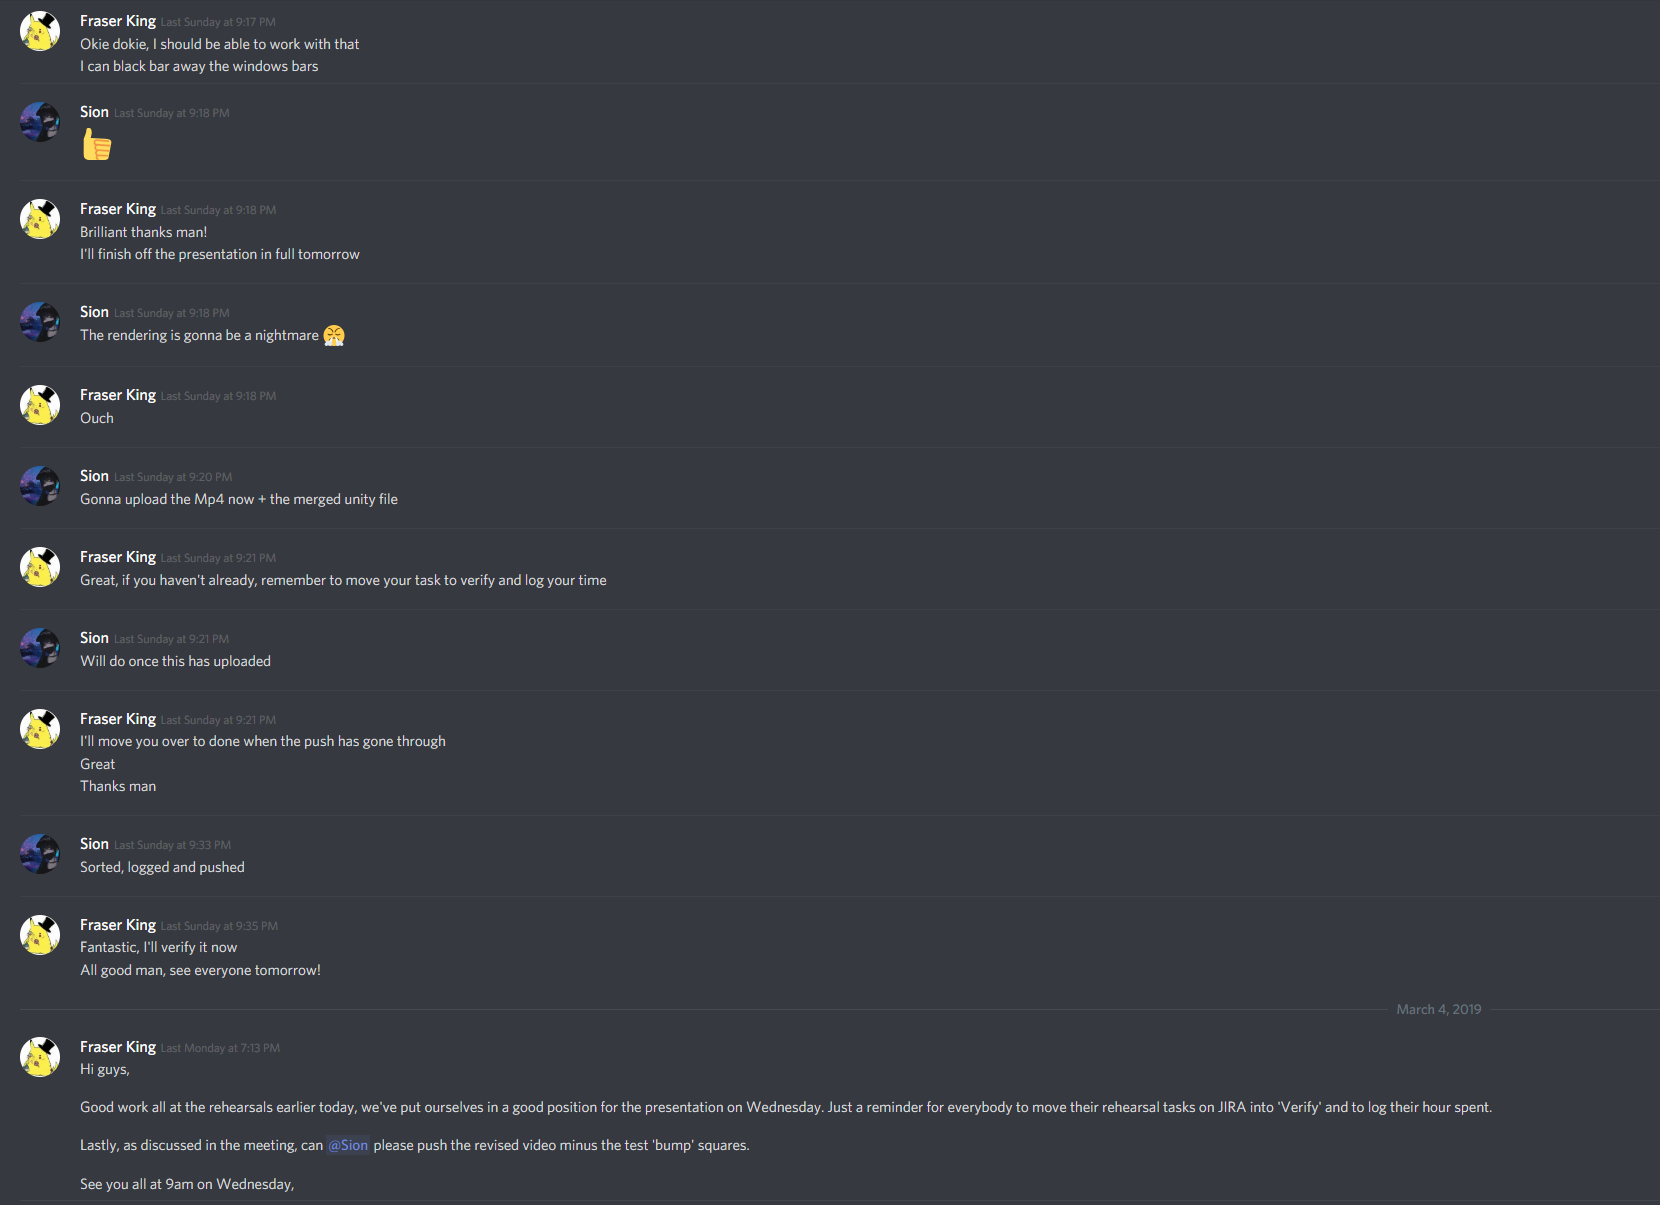 Fraser King Last Sunday at 9:17 PM
Okie dokie, I should be able to work with that
I can black bar away the windows bars
Sion Last Sunday at 9:18 PM
Fraser King Last Sunday at 9:18 PM
Brilliant thanks man!
I'll finish off the presentation in full tomorrow
Sion Last Sunday at 9:18 PM
The rendering is gonna be a nightmare
Fraser King Last Sunday at 9:18 PM
Ouch
Sion Last Sunday at 9:20 PM
Gonna upload the Mp4 now + the merged unity file
Fraser King Last Sunday at 9:21 PM
Great, if you haven't already, remember to move your task to verify and log your time
Sion Last Sunday at 9:21 PM
Will do once this has uploaded
Fraser King Last Sunday at 9:21 PM
I'll move you over to done when the push has gone through
Great
Thanks man
Sion Last Sunday at 9:33 PM
Sorted, logged and pushed
Fraser King Last Sunday at 9:35 PM
Fantastic, I'll verify it now
All good man, see everyone tomorrow!
March 4, 2019
Fraser King Last Monday at 7:13 PM
Hi guys,
Good work all at the rehearsals earlier today, we've put ourselves in a good position for the presentation on Wednesday. Just a reminder for everybody to move their rehearsal tasks on JIRA into 'Verify' and to log their hour spent.
Lastly, as discussed in the meeting, can @Sion please push the revised video minus the test 'bump' squares.
See you all at 9am on Wednesday,